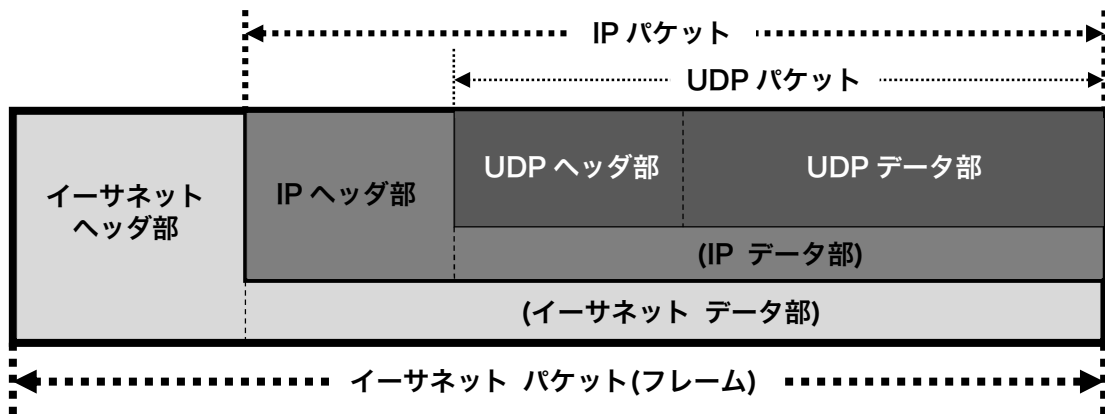 IP パケット
UDP パケット
イーサネット
ヘッダ部
IP ヘッダ部
UDP ヘッダ部
UDP データ部
(IP データ部)
(イーサネット データ部)
イーサネット パケット(フレーム)